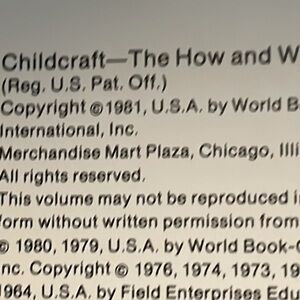 Childcraft—The How and W
(Reg. U.S. Pat. Off.)
Copyright ©1981, U.S.A. by World B
International, Inc.
Merchandise Mart Plaza, Chicago, Illi
All rights reserved.
This volume may not be reproduced i
form without written permission from
© 1980, 1979, U.S.A. by World Book-C
Inc. Copyright © 1976, 1974, 1973, 19
1964, U.S.A. by Field Enterprises Edu